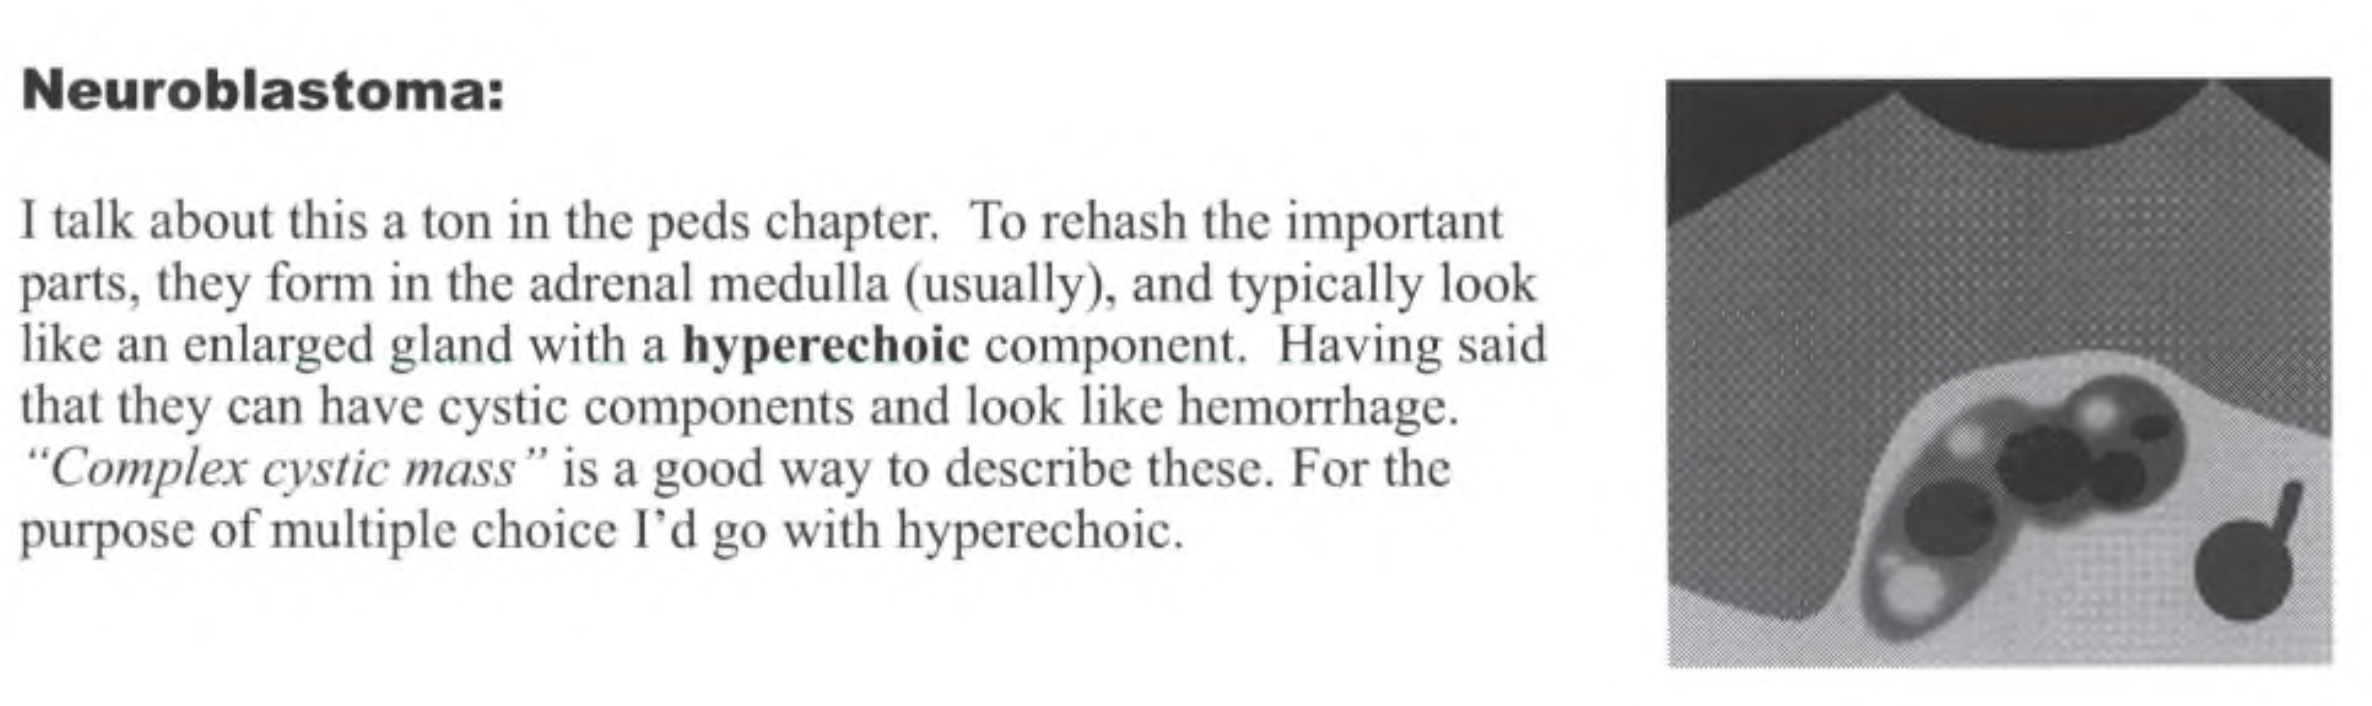 Neuroblastoma:
I talk about this a ton in the peds chapter. To rehash the important
parts, they form in the adrenal medulla (usually), and typically look
like an enlarged gland with a hyperechoic component. Having said
that they can have cystic components and look like hemorrhage.
“Complex cystic mass” is a good way to describe these. For the
purpose of multiple choice I’d go with hyperechoic.